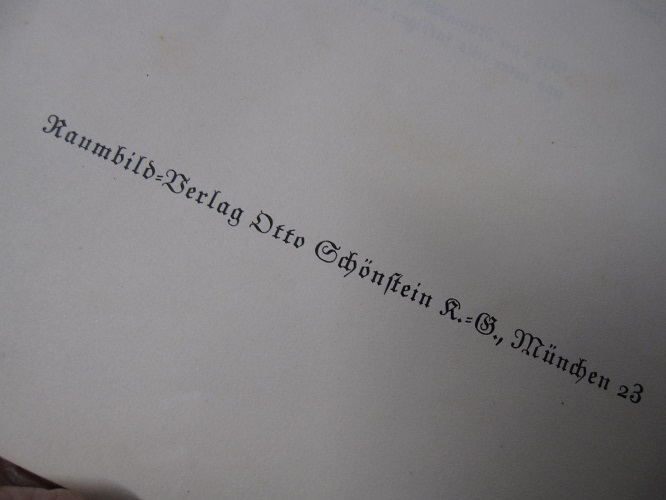 Raumbild-Verlag Otto Schönstein K.-G., München 23